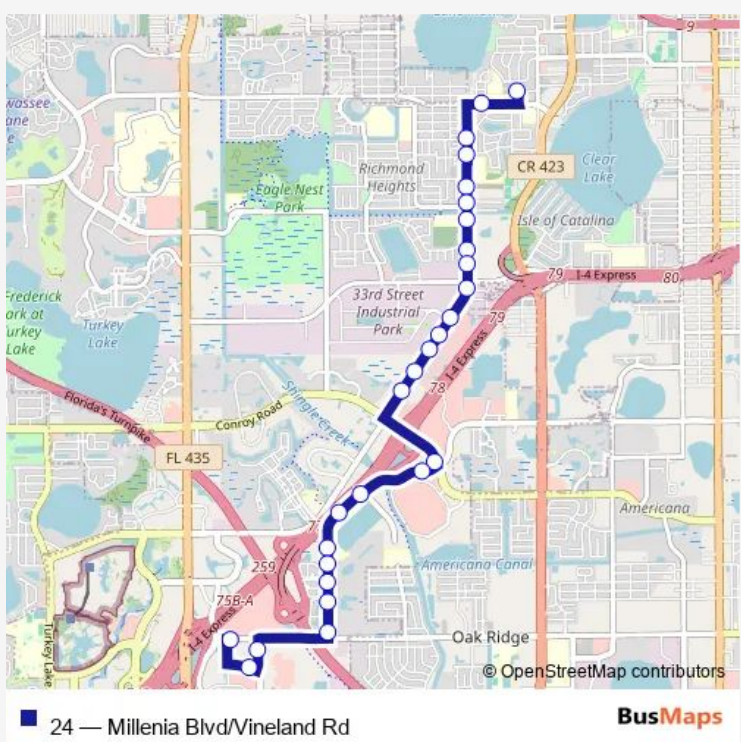 9
wassee
ane
e
CR 423
Clear
Lake
Richmond
Heights
Eagle Nest
Park
Isle of Catalina
79
I-4 Express
80
Frederick
ark at
urkey
Lake
Turkey
Lake
33rd Street
Industrial
Park
79
I-4 Express
78
Florida's Turnpike
Shingle Creek
Conroy Road
FL 435
Americana
7
259
Americana Canal
75B-A
I-4 Express
Turkey Lake
Oak Ridge
© OpenStreetMap contributors
24 — Millenia Blvd/Vineland Rd
BusMaps